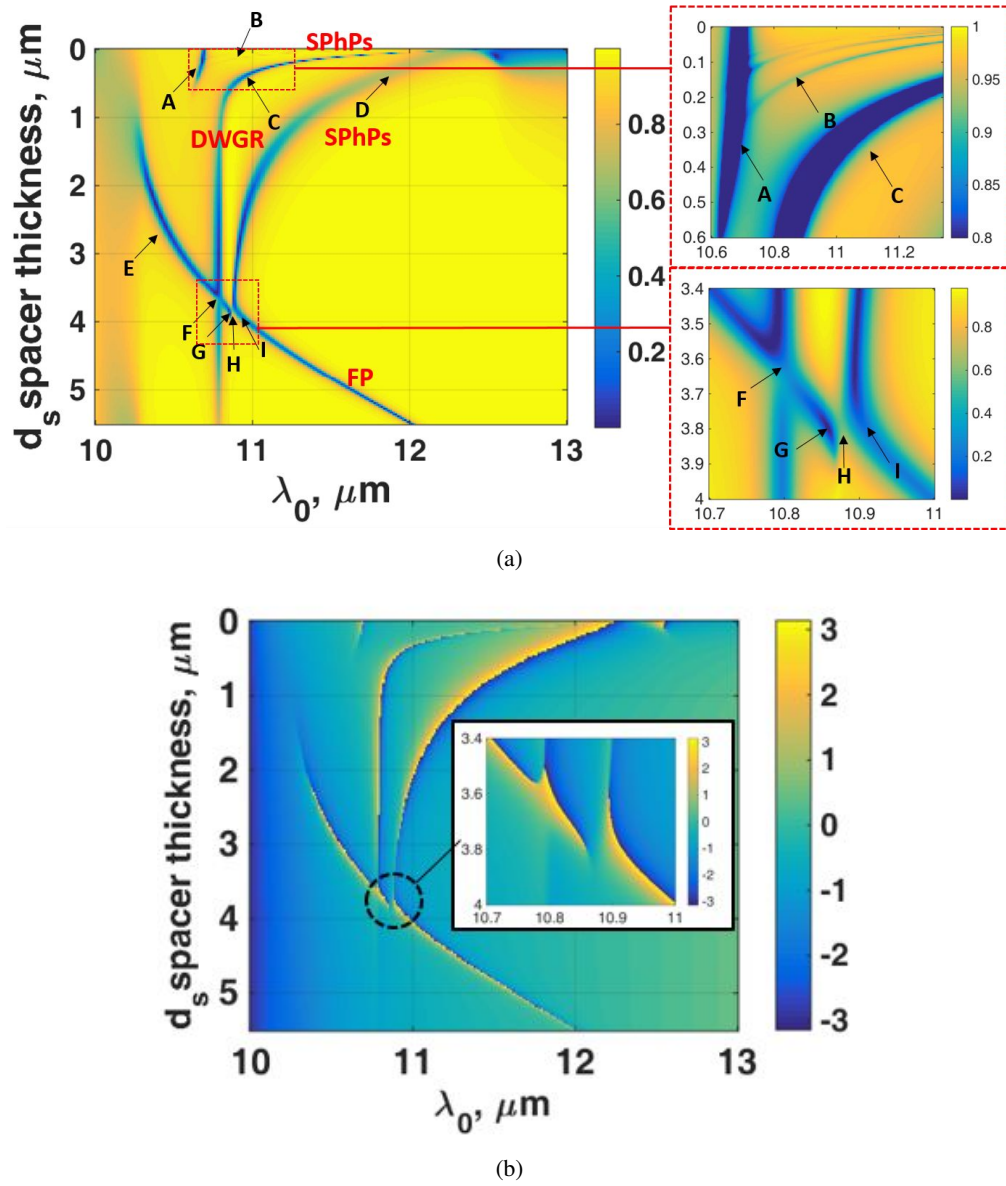 B
SPhPs
0
A
C
D
1
DWGR
SPhPs
0.8
2
0.6
3
E
0.4
F
4
G
H
I
0.2
FP
5
10
11
12
13
d_s spacer thickness, μm
λ_0, μm
0
1
0.1
B
0.95
0.2
0.3
0.9
A
C
0.4
0.85
0.5
0.6
0.8
10.6
10.8
11
11.2
3.4
3.5
0.8
3.6
F
0.6
3.7
0.4
3.8
G
H
I
0.2
3.9
4
10.7
10.8
10.9
11
(a)
0
3
1
2
2
1
3
0
4
-1
5
-2
-3
10
11
12
13
d_s spacer thickness, μm
λ_0, μm
3.4
3
2
3.6
1
0
3.8
-1
-2
4
-3
10.7
10.8
10.9
11
(b)